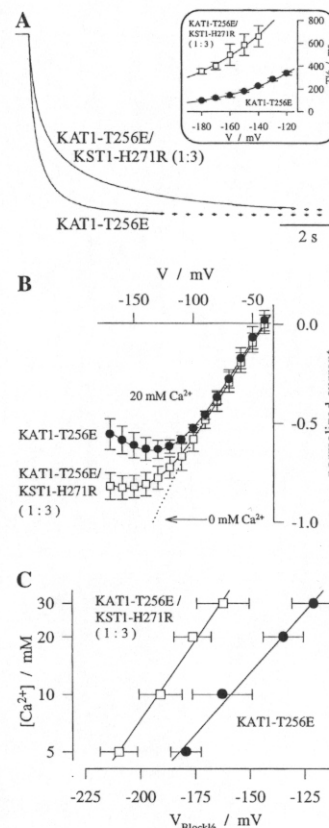 A
KAT1-T256E/
KST1-H271R
(1:3)
KAT1-T256E
800
600
400
200
0
-180 -160 -140 -120
V / mV
KAT1-T256E/
KST1-H271R (1:3)
KAT1-T256E
2 s
B
V / mV
-150 -100 -50
0.0
-0.5
-1.0
20 mM Ca²⁺
KAT1-T256E
KAT1-T256E/
KST1-H271R
(1:3)
0 mM Ca²⁺
C
30
20
10
5
[Ca²⁺] / mM
KAT1-T256E/
KST1-H271R
(1:3)
KAT1-T256E
-225 -200 -175 -150 -125
V Block½ / mV